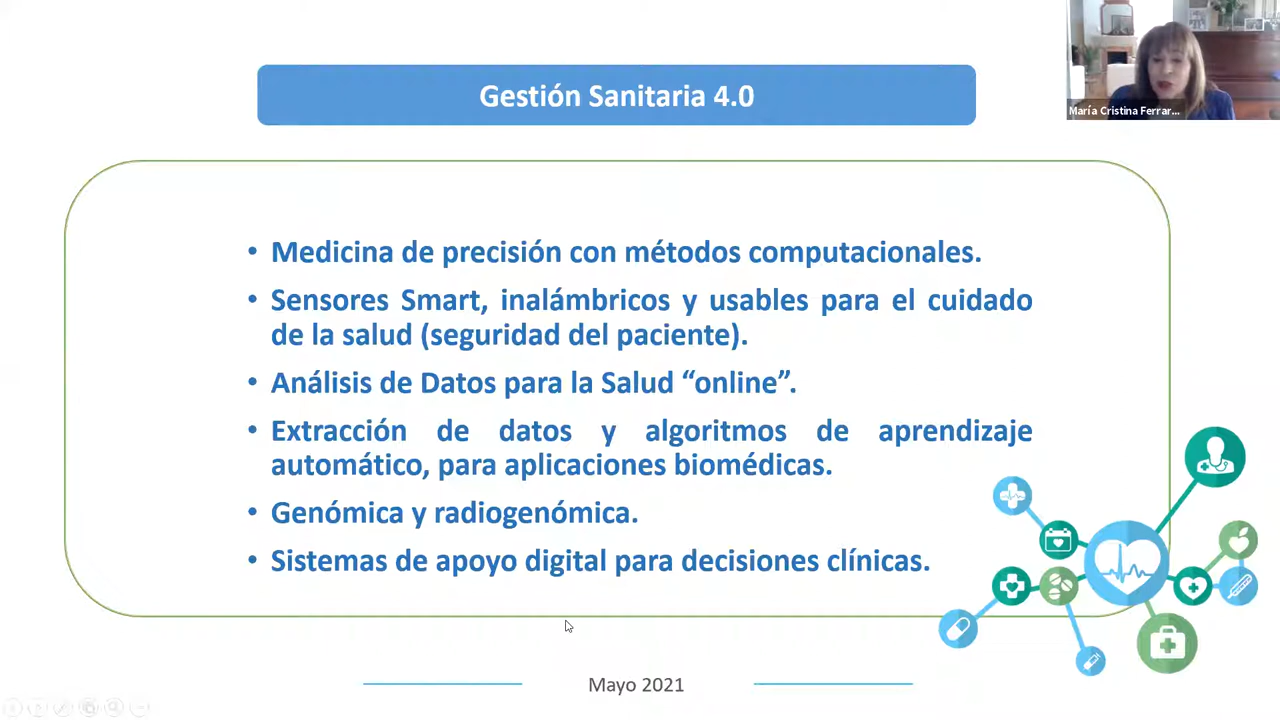 Gestión Sanitaria 4.0
María Cristina Ferrar...
• Medicina de precisión con métodos computacionales.
• Sensores Smart, inalámbricos y usables para el cuidado
de la salud (seguridad del paciente).
• Análisis de Datos para la Salud “online”.
• Extracción de datos y algoritmos de aprendizaje
automático, para aplicaciones biomédicas.
• Genómica y radiogenómica.
• Sistemas de apoyo digital para decisiones clínicas.
Mayo 2021